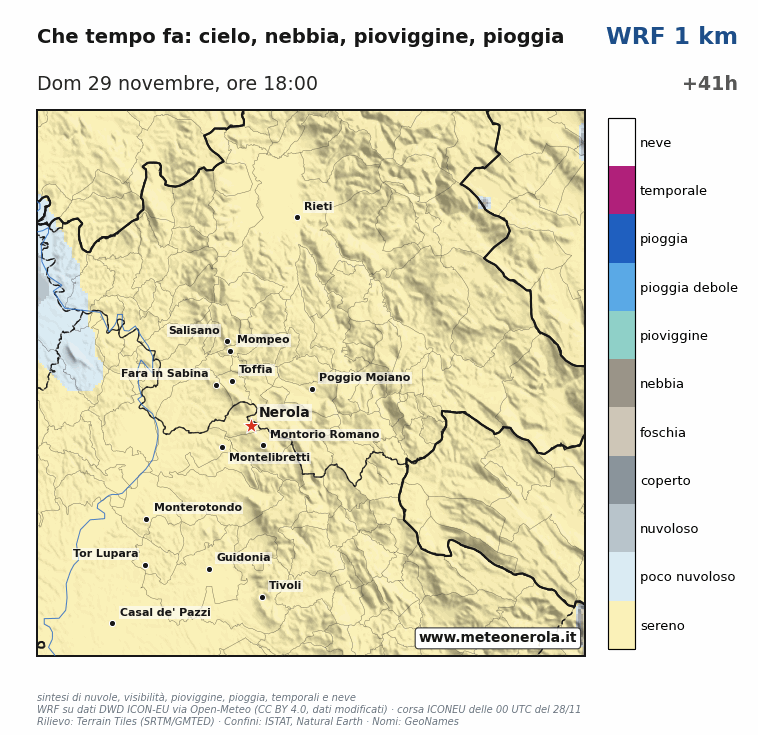 Che tempo fa: cielo, nebbia, pioviggine, pioggia
WRF 1 km
Dom 29 novembre, ore 18:00
+41h
neve
temporale
pioggia
pioggia debole
pioviggine
nebbia
foschia
coperto
nuvoloso
poco nuvoloso
sereno
Rieti
Salisano
Mompeo
Fara in Sabina
Toffia
Poggio Moiano
Nerola
Montorio Romano
Montelibretti
Monterotondo
Tor Lupara
Guidonia
Tivoli
Casal de' Pazzi
www.meteonerola.it
sintesi di nuvole, visibilità, pioviggine, pioggia, temporali e neve
WRF su dati DWD ICON-EU via Open-Meteo (CC BY 4.0, dati modificati) · corsa ICONEU delle 00 UTC del 28/11
Rilievo: Terrain Tiles (SRTM/GMTED) · Confini: ISTAT, Natural Earth · Nomi: GeoNames